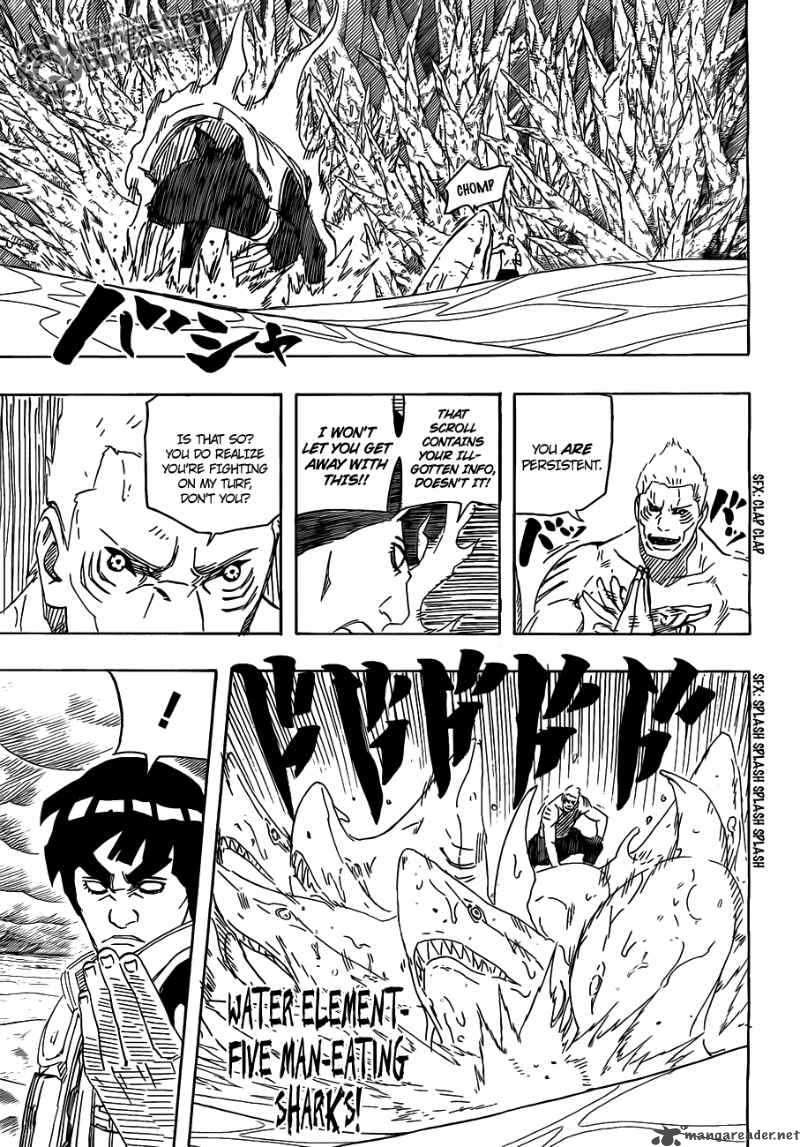 CHOMP
バシャ
YOU ARE
PERSISTENT.
バッ
バッ
SFX: CLAP CLAP
THAT
SCROLL
CONTAINS
YOUR ILL-
GOTTEN INFO,
DOESN'T IT!
I WON'T
LET YOU GET
AWAY WITH
THIS!!
IS THAT SO?
YOU DO REALIZE
YOU'RE FIGHTING
ON MY TURF,
DON'T YOU?
ドドドドド
SFX: SPLASH SPLASH SPLASH SPLASH
WATER ELEMENT-
FIVE MAN-EATING
SHARKS!
!
mangareader.net